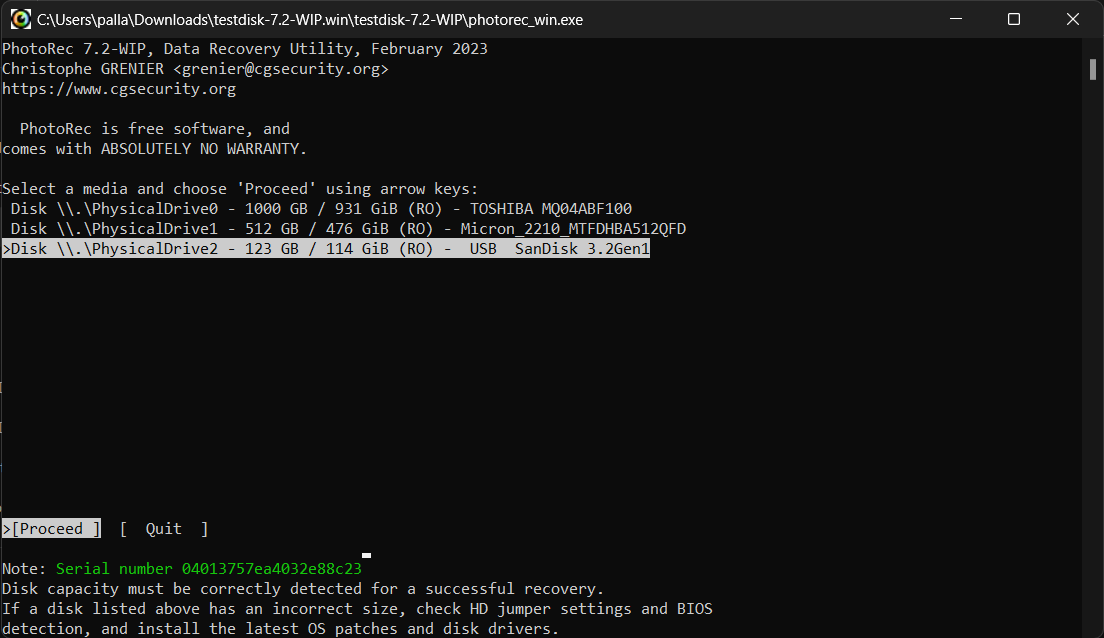 C:\Users\palla\Downloads\testdisk-7.2-WIP.win\testdisk-7.2-WIP\photorec_win.exe
PhotoRec 7.2-WIP, Data Recovery Utility, February 2023
Christophe GRENIER <grenier@cgsecurity.org>
https://www.cgsecurity.org
PhotoRec is free software, and
comes with ABSOLUTELY NO WARRANTY.
Select a media and choose 'Proceed' using arrow keys:
Disk \\.\PhysicalDrive0 - 1000 GB / 931 GiB (RO) - TOSHIBA MQ04ABF100
Disk \\.\PhysicalDrive1 - 512 GB / 476 GiB (RO) - Micron_2210_MTFDHBA512QFD
>Disk \\.\PhysicalDrive2 - 123 GB / 114 GiB (RO) -  USB  SanDisk 3.2Gen1
>[Proceed ]  [  Quit  ]
Note: Serial number 04013757ea4032e88c23
Disk capacity must be correctly detected for a successful recovery.
If a disk listed above has an incorrect size, check HD jumper settings and BIOS
detection, and install the latest OS patches and disk drivers.